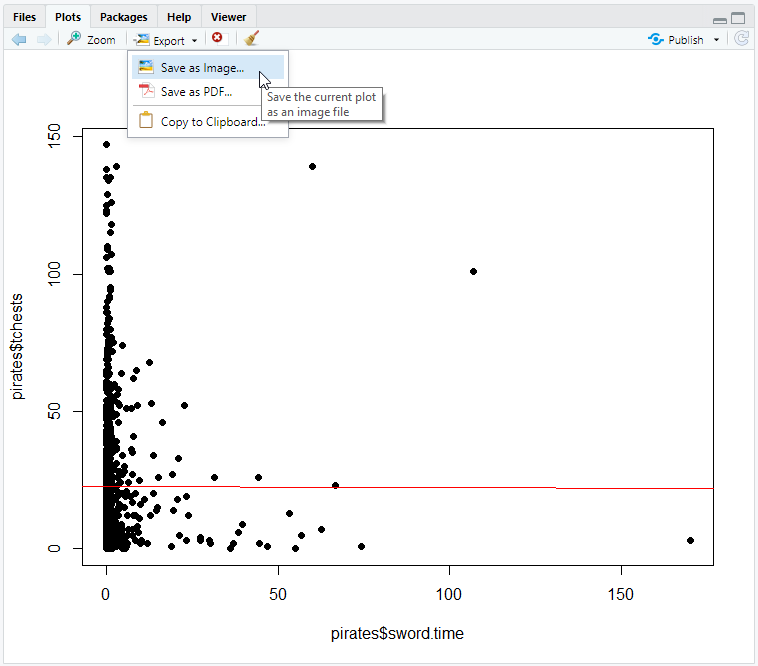 Files Plots Packages Help Viewer
Zoom Export Publish
Save as Image...
Save as PDF...
Save the current plot
as an image file
Copy to Clipboard...
150
100
50
0
pirates$tchests
0 50 100 150
pirates$sword.time